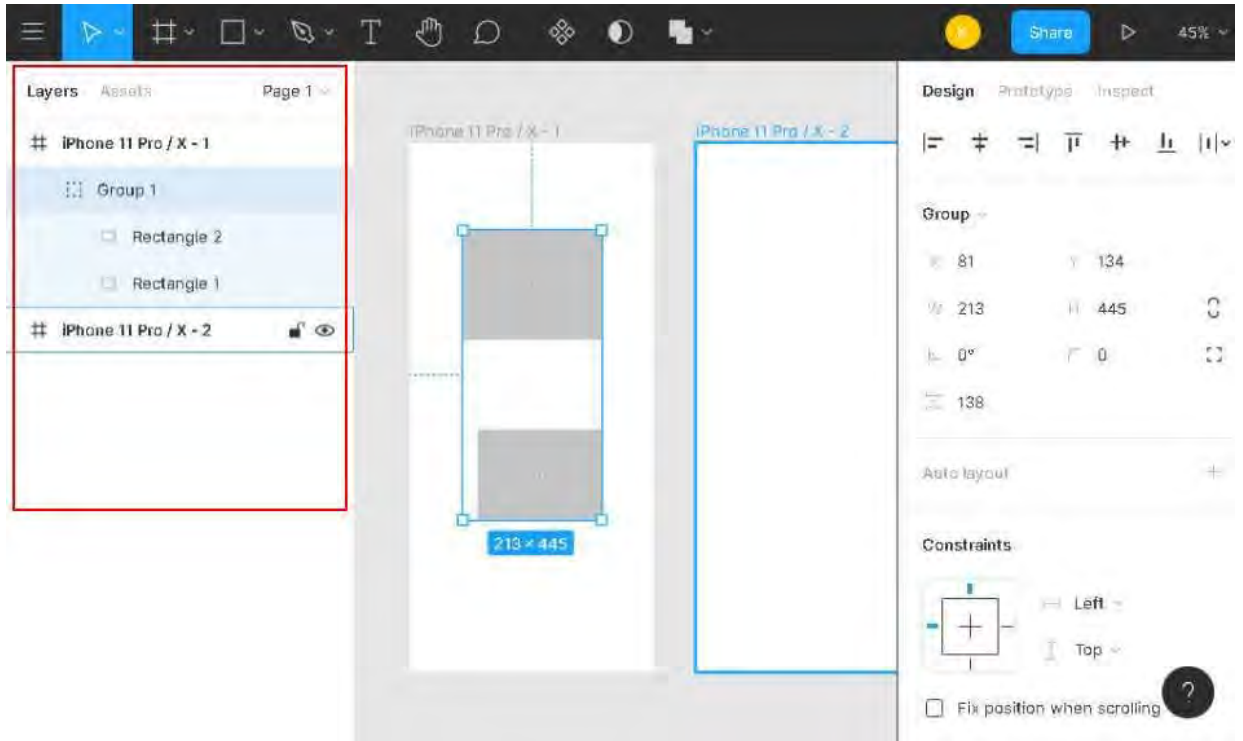 Share
45%
Layers Assets Page 1
iPhone 11 Pro / X - 1
Group 1
Rectangle 2
Rectangle 1
iPhone 11 Pro / X - 2
iPhone 11 Pro / X - 1
iPhone 11 Pro / X - 2
213 × 445
Design Prototype Inspect
Group
X 81 Y 134
W 213 H 445
0° 0
138
Auto layout
Constraints
Left
Top
Fix position when scrolling
?